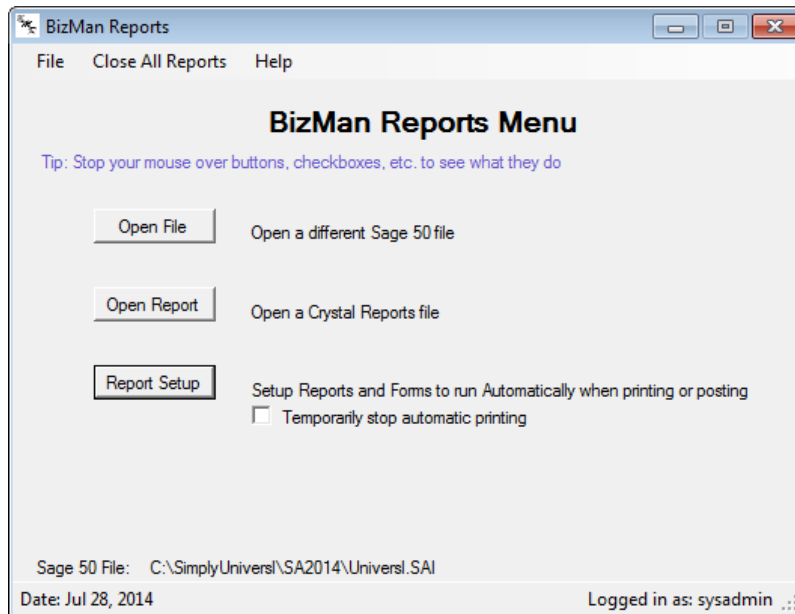 BizMan Reports
File Close All Reports Help
BizMan Reports Menu
Tip: Stop your mouse over buttons, checkboxes, etc. to see what they do
Open File Open a different Sage 50 file
Open Report Open a Crystal Reports file
Report Setup Setup Reports and Forms to run Automatically when printing or posting
Temporarily stop automatic printing
Sage 50 File: C:\SimplyUniversl\SA2014\Universl.SAI
Date: Jul 28, 2014 Logged in as: sysadmin